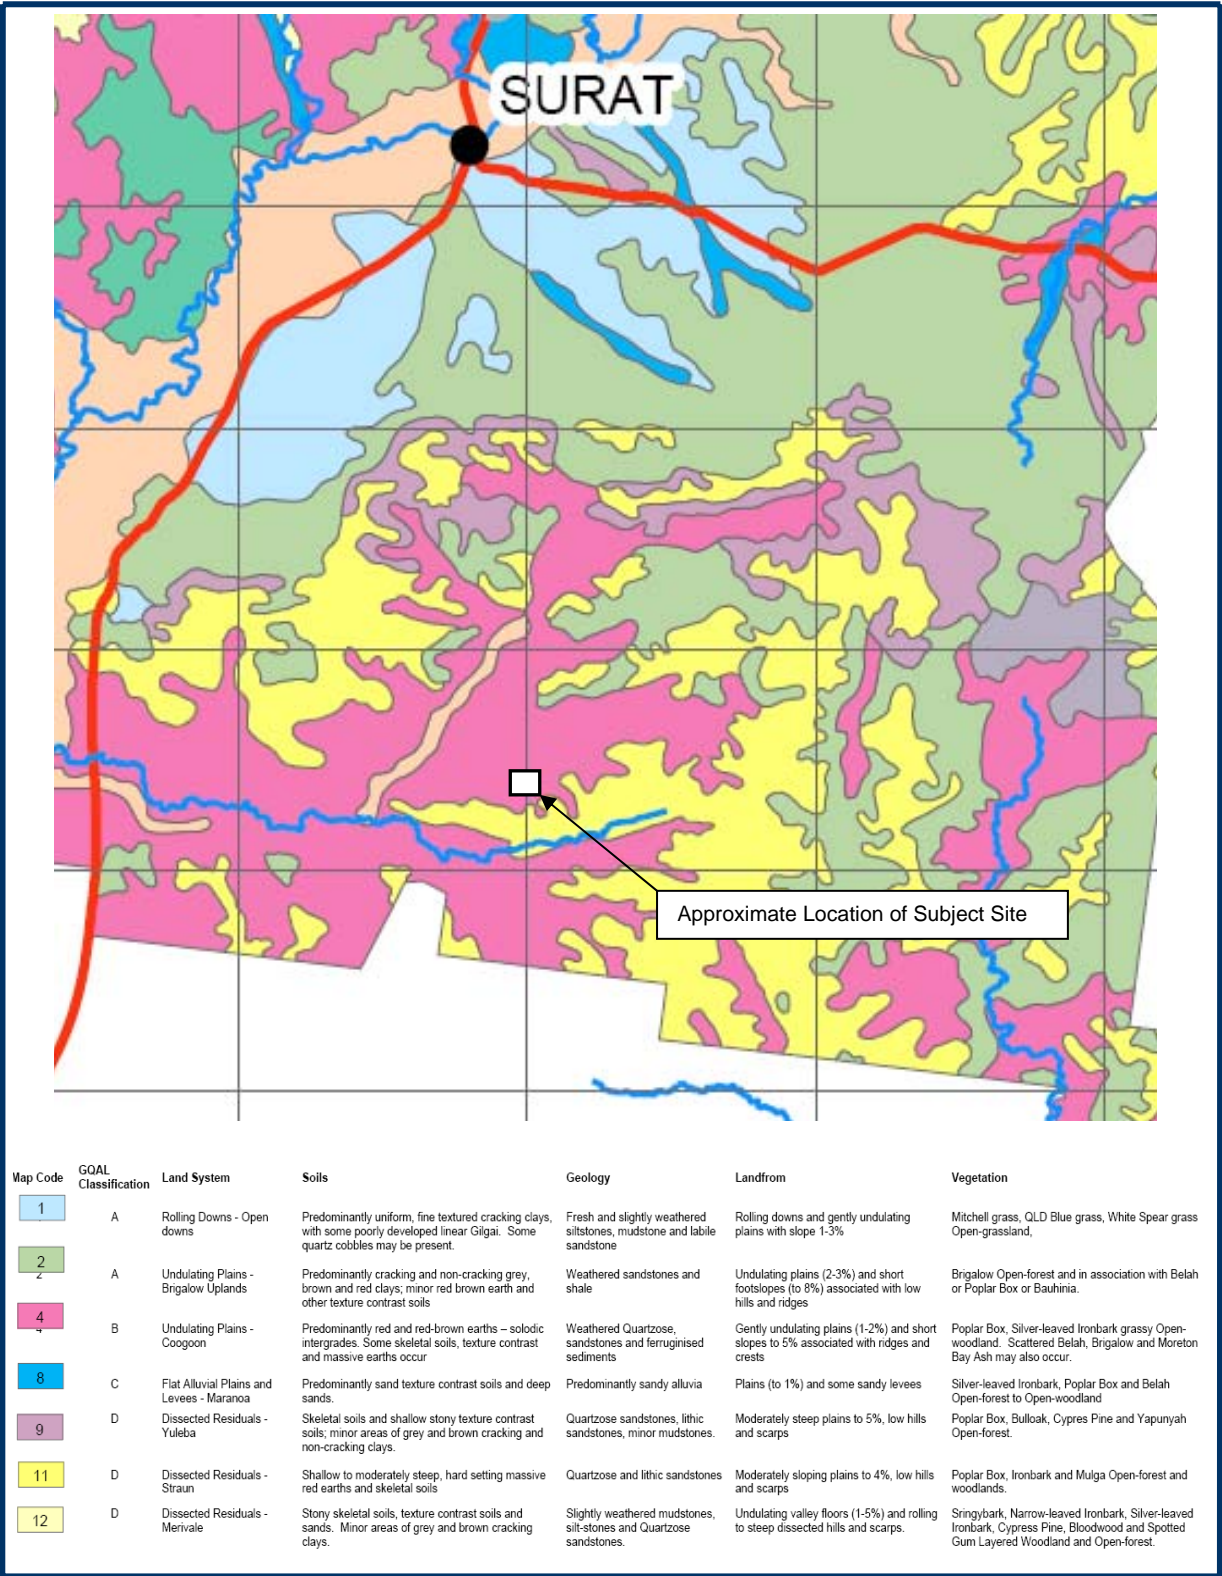 SURAT
Approximate Location of Subject Site
Map Code GQAL Classification Land System Soils Geology Landfrom Vegetation
1 A Rolling Downs - Open Predominantly uniform, fine textured cracking clays, Fresh and slightly weathered Rolling downs and gently undulating Mitchell grass, QLD Blue grass, White Spear grass
downs with some poorly developed linear Gilgai. Some siltstones, mudstone and labile plains with slope 1-3% Open-grassland,
quartz cobbles may be present. sandstone
2 A Undulating Plains - Predominantly cracking and non-cracking grey, Weathered sandstones and Undulating plains (2-3%) and short Brigalow Open-forest and in association with Belah
2 Brigalow Uplands brown and red clays; minor red brown earth and shale footslopes (to 8%) associated with low or Poplar Box or Bauhinia.
other texture contrast soils hills and ridges
4 B Undulating Plains - Predominantly red and red-brown earths – solodic Weathered Quartzose, Gently undulating plains (1-2%) and short Poplar Box, Silver-leaved Ironbark grassy Open-
Coogoon intergrades. Some skeletal soils, texture contrast sandstones and ferruginised slopes to 5% associated with ridges and woodland. Scattered Belah, Brigalow and Moreton
and massive earths occur sediments crests Bay Ash may also occur.
8 C Flat Alluvial Plains and Predominantly sand texture contrast soils and deep Predominantly sandy alluvia Plains (to 1%) and some sandy levees Silver-leaved Ironbark, Poplar Box and Belah
Levees - Maranoa sands. Open-forest to Open-woodland
9 D Dissected Residuals - Skeletal soils and shallow stony texture contrast Quartzose sandstones, lithic Moderately steep plains to 5%, low hills Poplar Box, Bulloak, Cypres Pine and Yapunyah
Yuleba soils; minor areas of grey and brown cracking and sandstones, minor mudstones. and scarps Open-forest.
non-cracking clays.
11 D Dissected Residuals - Shallow to moderately steep, hard setting massive Quartzose and lithic sandstones Moderately sloping plains to 4%, low hills Poplar Box, Ironbark and Mulga Open-forest and
Straun red earths and skeletal soils and scarps woodlands.
12 D Dissected Residuals - Stony skeletal soils, texture contrast soils and Slightly weathered mudstones, Undulating valley floors (1-5%) and rolling Sringybark, Narrow-leaved Ironbark, Silver-leaved
Merivale sands. Minor areas of grey and brown cracking silt-stones and Quartzose to steep dissected hills and scarps. Ironbark, Cypress Pine, Bloodwood and Spotted
clays. sandstones. Gum Layered Woodland and Open-forest.